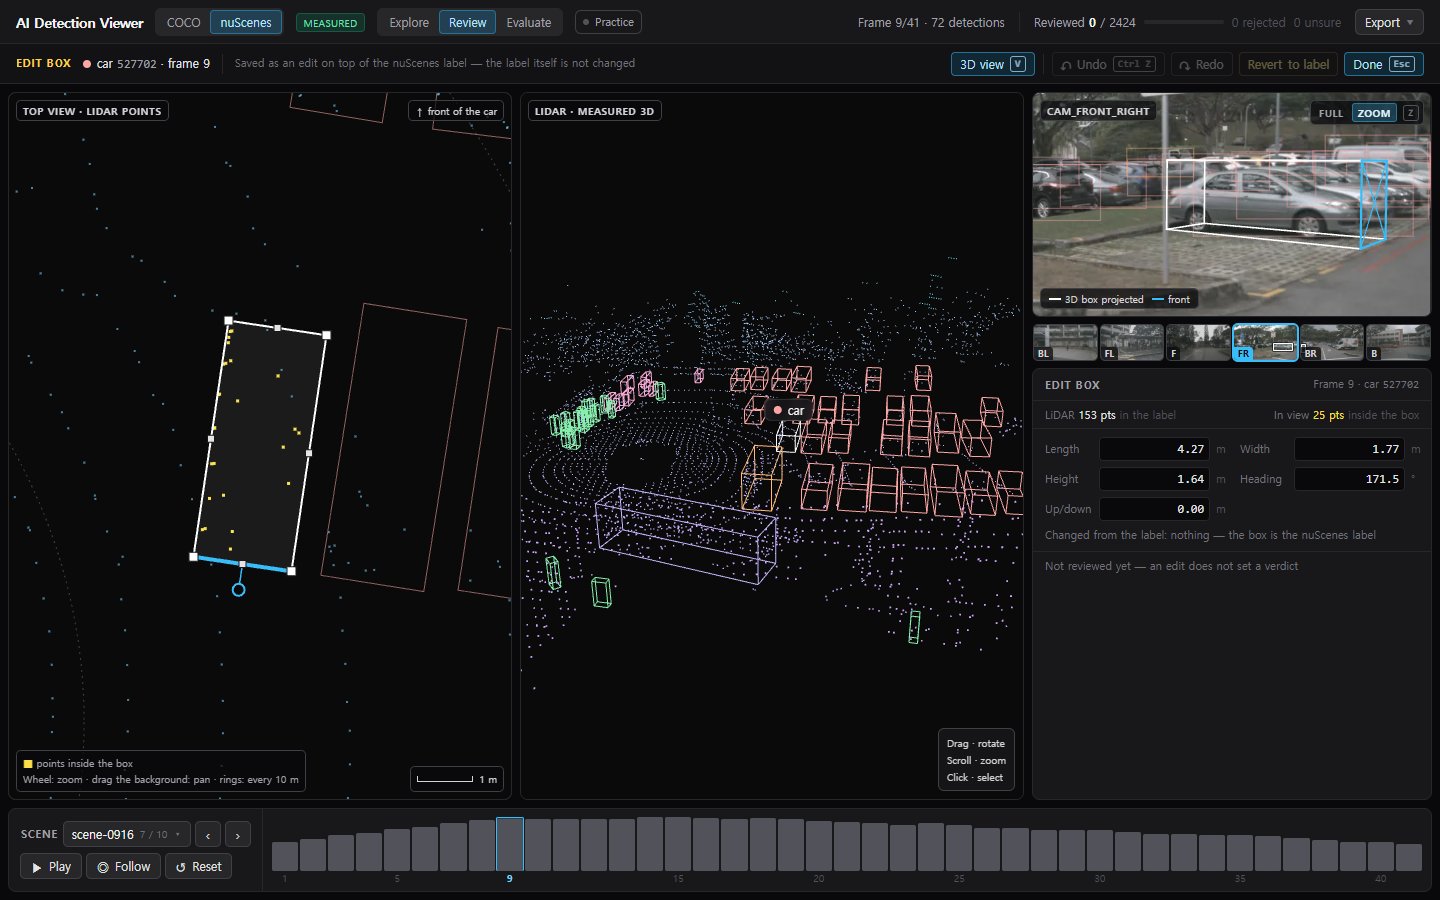 AI Detection Viewer
COCO
nuScenes
MEASURED
Explore
Review
Evaluate
Practice
Frame 9/41 · 72 detections
Reviewed 0 / 2424
0 rejected 0 unsure
Export
EDIT BOX
car 527702 · frame 9
Saved as an edit on top of the nuScenes label — the label itself is not changed
3D view V
Undo Ctrl Z
Redo
Revert to label
Done Esc
TOP VIEW · LIDAR POINTS
↑ front of the car
points inside the box
Wheel: zoom · drag the background: pan · rings: every 10 m
1 m
LIDAR · MEASURED 3D
car
Drag · rotate
Scroll · zoom
Click · select
CAM_FRONT_RIGHT
FULL
ZOOM
Z
3D box projected
front
BL
FL
F
FR
BR
B
EDIT BOX
Frame 9 · car 527702
LiDAR 153 pts in the label
In view 25 pts inside the box
Length 4.27 m
Width 1.77 m
Height 1.64 m
Heading 171.5 °
Up/down 0.00 m
Changed from the label: nothing — the box is the nuScenes label
Not reviewed yet — an edit does not set a verdict
SCENE
scene-0916 7 / 10
‹
›
Play
Follow
Reset
1
5
9
15
20
25
30
35
40